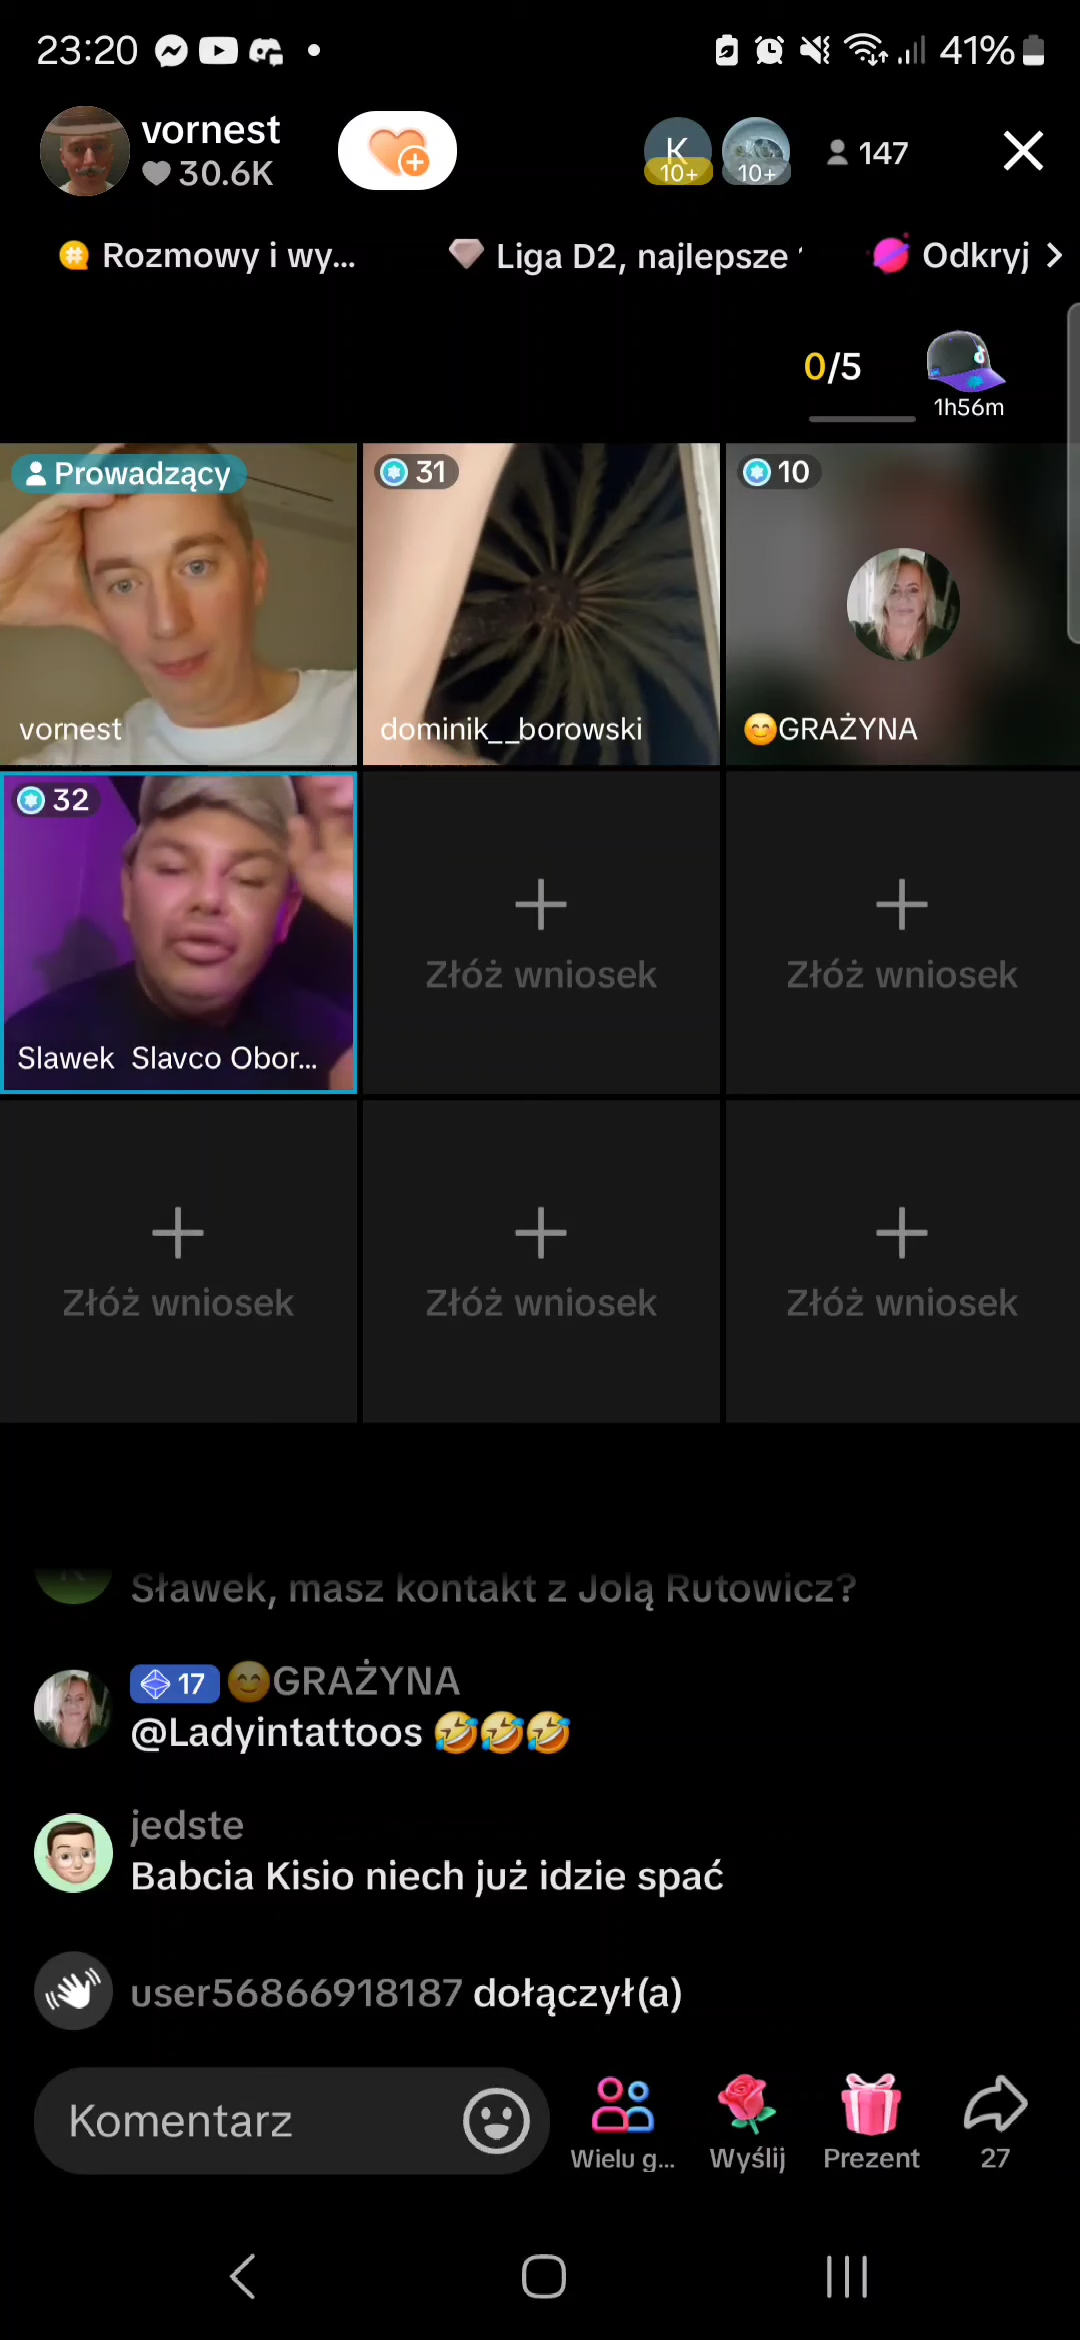 23:20
41%
vornest
30.6K
K
10+
10+
147
Rozmowy i wy...
Liga D2, najlepsze
Odkryj
0/5
1h56m
Prowadzący
31
10
vornest
dominik__borowski
😊GRAŻYNA
32
Złóż wniosek
Złóż wniosek
Slawek Slavco Obor...
Złóż wniosek
Złóż wniosek
Złóż wniosek
Sławek, masz kontakt z Jolą Rutowicz?
17 😊GRAŻYNA
@Ladyintattoos 🤣🤣🤣
jedste
Babcia Kisio niech już idzie spać
user56866918187 dołączył(a)
Komentarz
Wielu g...
Wyślij
Prezent
27